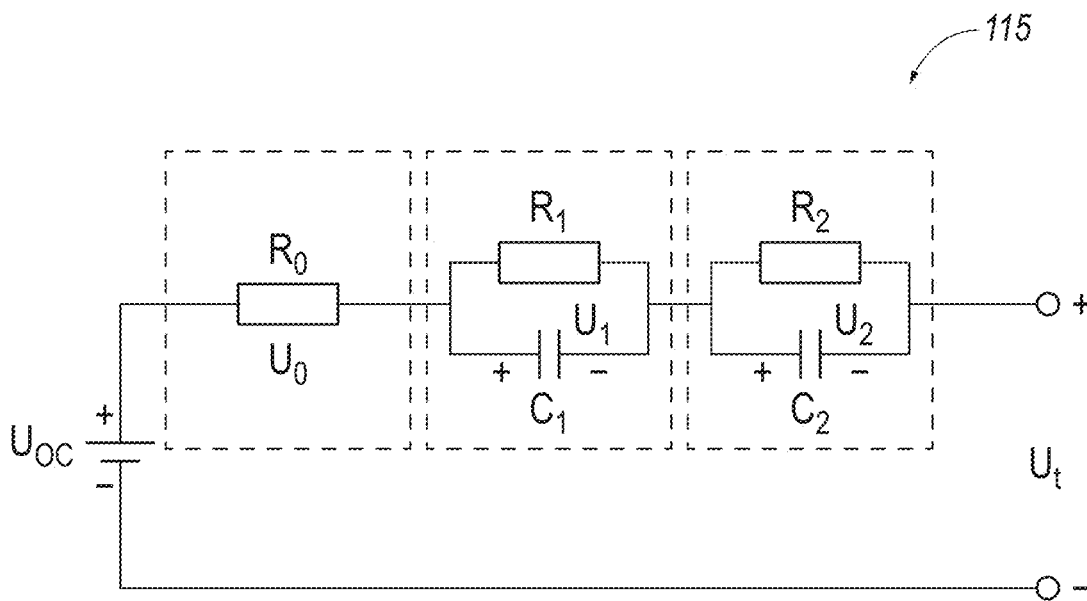 115
R₀
R₁
R₂
U₀
U₁
U₂
+
-
+
-
C₁
C₂
+
+
Uₒc
-
Uₜ
-